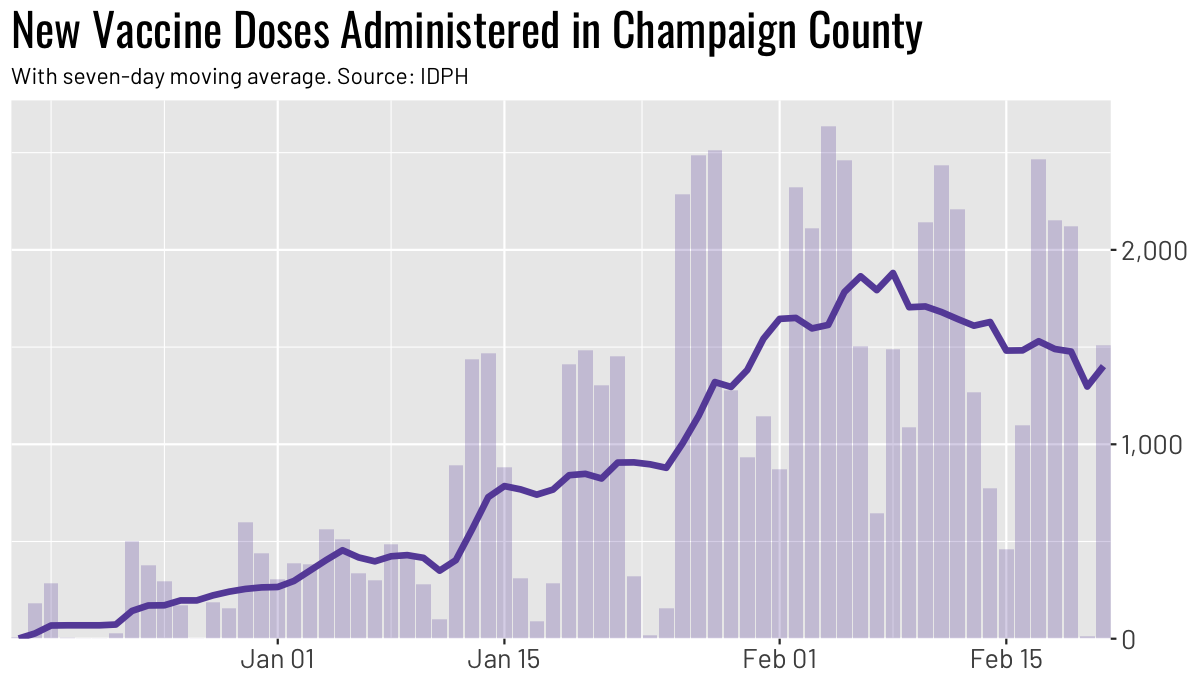 New Vaccine Doses Administered in Champaign County
With seven-day moving average. Source: IDPH
2,000
1,000
0
Jan 01 Jan 15 Feb 01 Feb 15